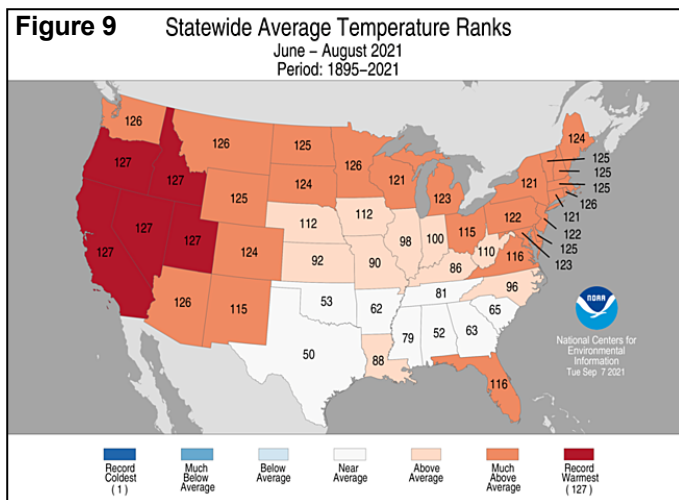 Figure 9
Statewide Average Temperature Ranks
June – August 2021
Period: 1895–2021
126
127
127
127
127
127
126
125
124
126
115
126
125
124
112
92
53
50
126
112
90
62
88
121
98
123
100
115
86
81
79
52
63
65
96
110
116
116
122
121
124
125
125
125
126
121
122
125
123
NOAA
National Centers for
Environmental
Information
Tue Sep 7 2021
Record
Coldest
( 1 )
Much
Below
Average
Below
Average
Near
Average
Above
Average
Much
Above
Average
Record
Warmest
( 127 )